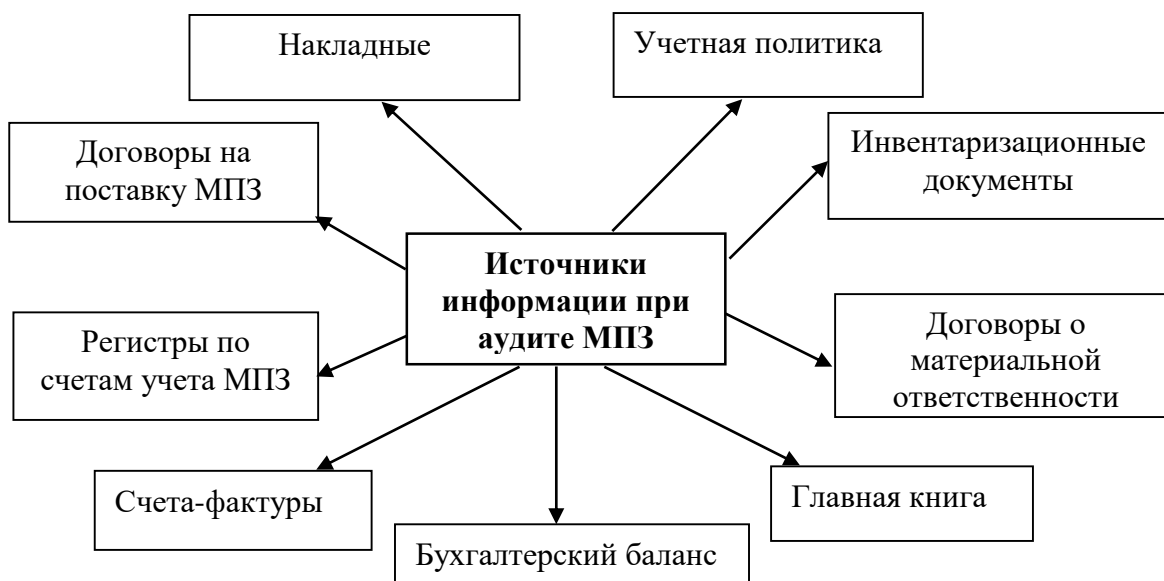 Накладные
Учетная политика
Договоры на
поставку МПЗ
Инвентаризационные
документы
Источники
информации при
аудите МПЗ
Регистры по
счетам учета МПЗ
Договоры о
материальной
ответственности
Счета-фактуры
Главная книга
Бухгалтерский баланс